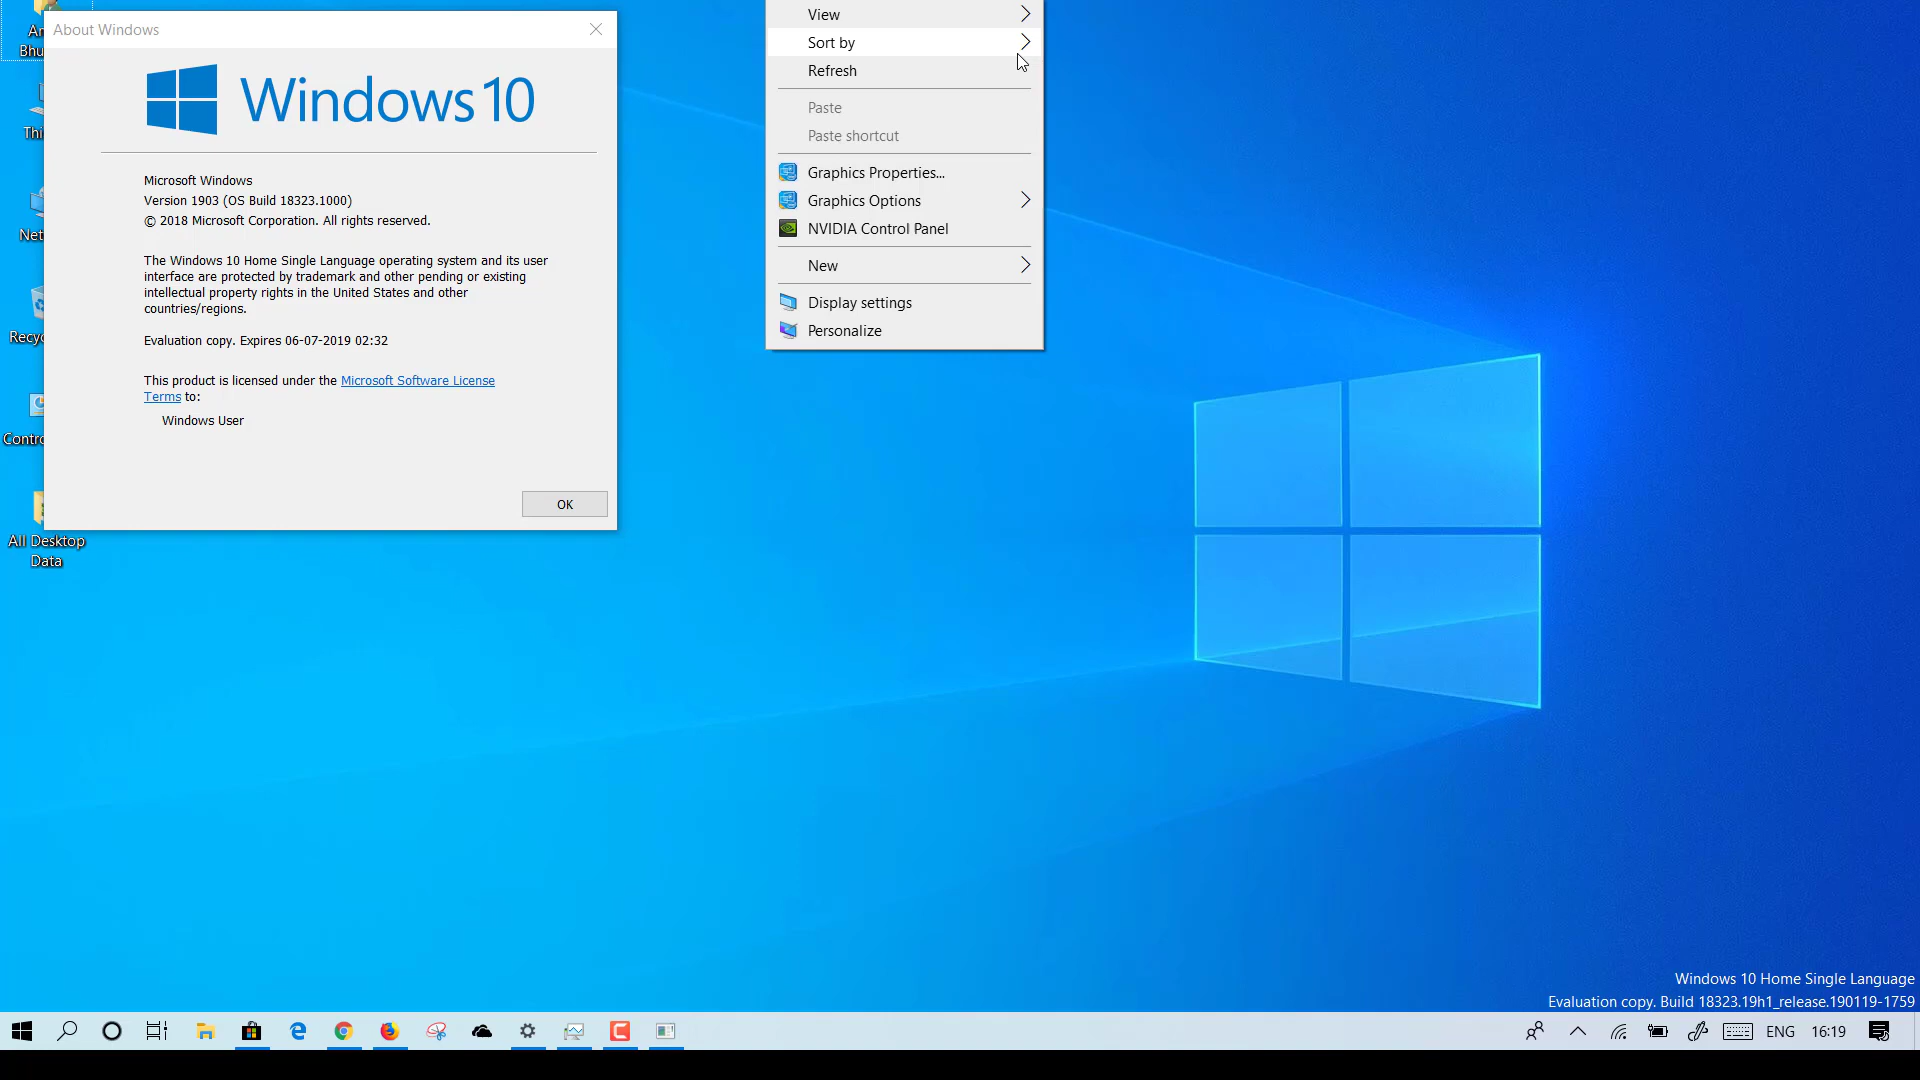 About Windows
Windows 10
Microsoft Windows
Version 1903 (OS Build 18323.1000)
© 2018 Microsoft Corporation. All rights reserved.
The Windows 10 Home Single Language operating system and its user
interface are protected by trademark and other pending or existing
intellectual property rights in the United States and other
countries/regions.
Evaluation copy. Expires 06-07-2019 02:32
This product is licensed under the Microsoft Software License
Terms to:
Windows User
OK
All Desktop
Data
View
Sort by
Refresh
Paste
Paste shortcut
Graphics Properties...
Graphics Options
NVIDIA Control Panel
New
Display settings
Personalize
Windows 10 Home Single Language
Evaluation copy. Build 18323.19h1_release.190119-1759
ENG
16:19